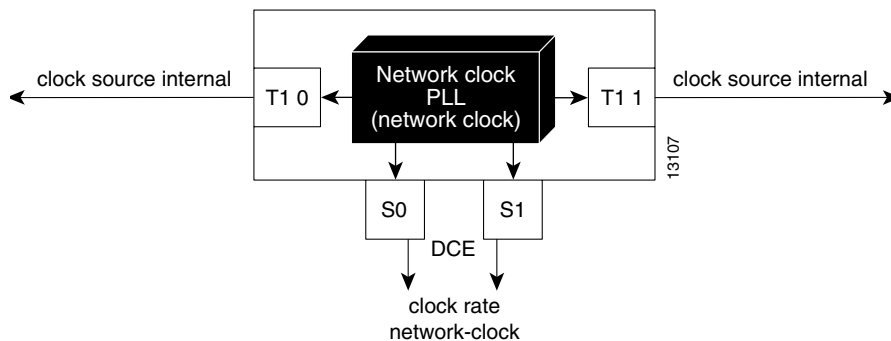 Network clock
PLL
(network clock)
clock source internal
T1 0
T1 1
clock source internal
13107
S0
S1
DCE
clock rate
network-clock